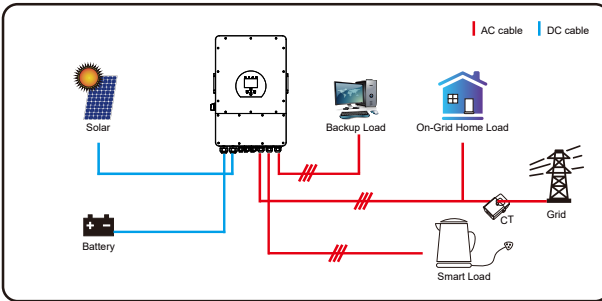 AC cable
DC cable
Solar
Backup Load
On-Grid Home Load
CT
Grid
Battery
Smart Load